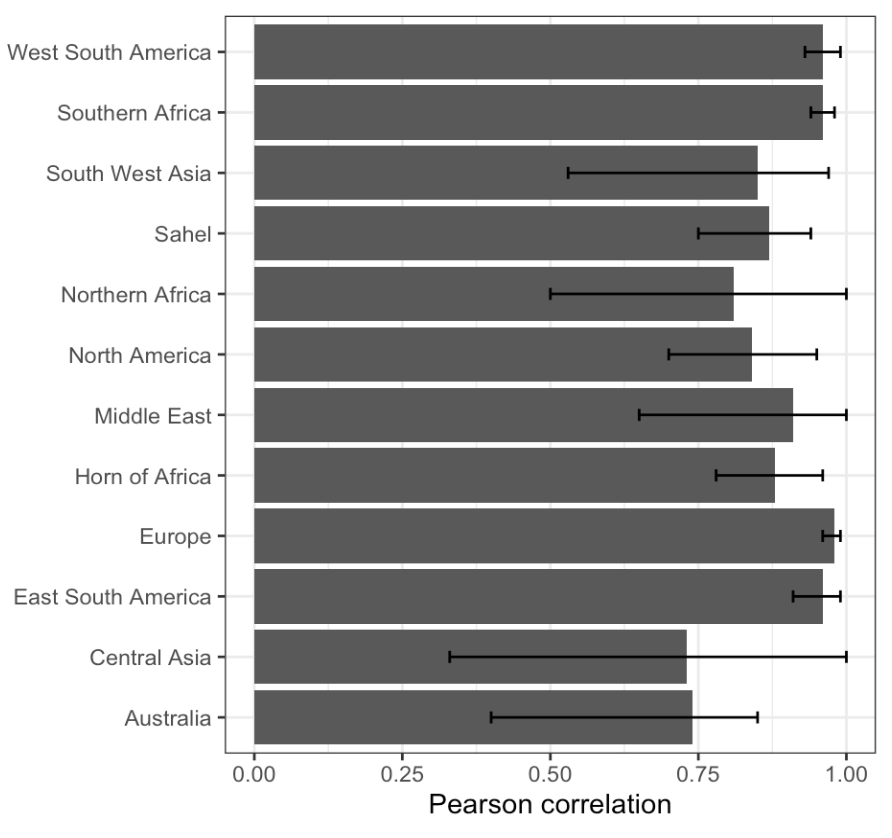 West South America
Southern Africa
South West Asia
Sahel
Northern Africa
North America
Middle East
Horn of Africa
Europe
East South America
Central Asia
Australia
0.00 0.25 0.50 0.75 1.00
Pearson correlation